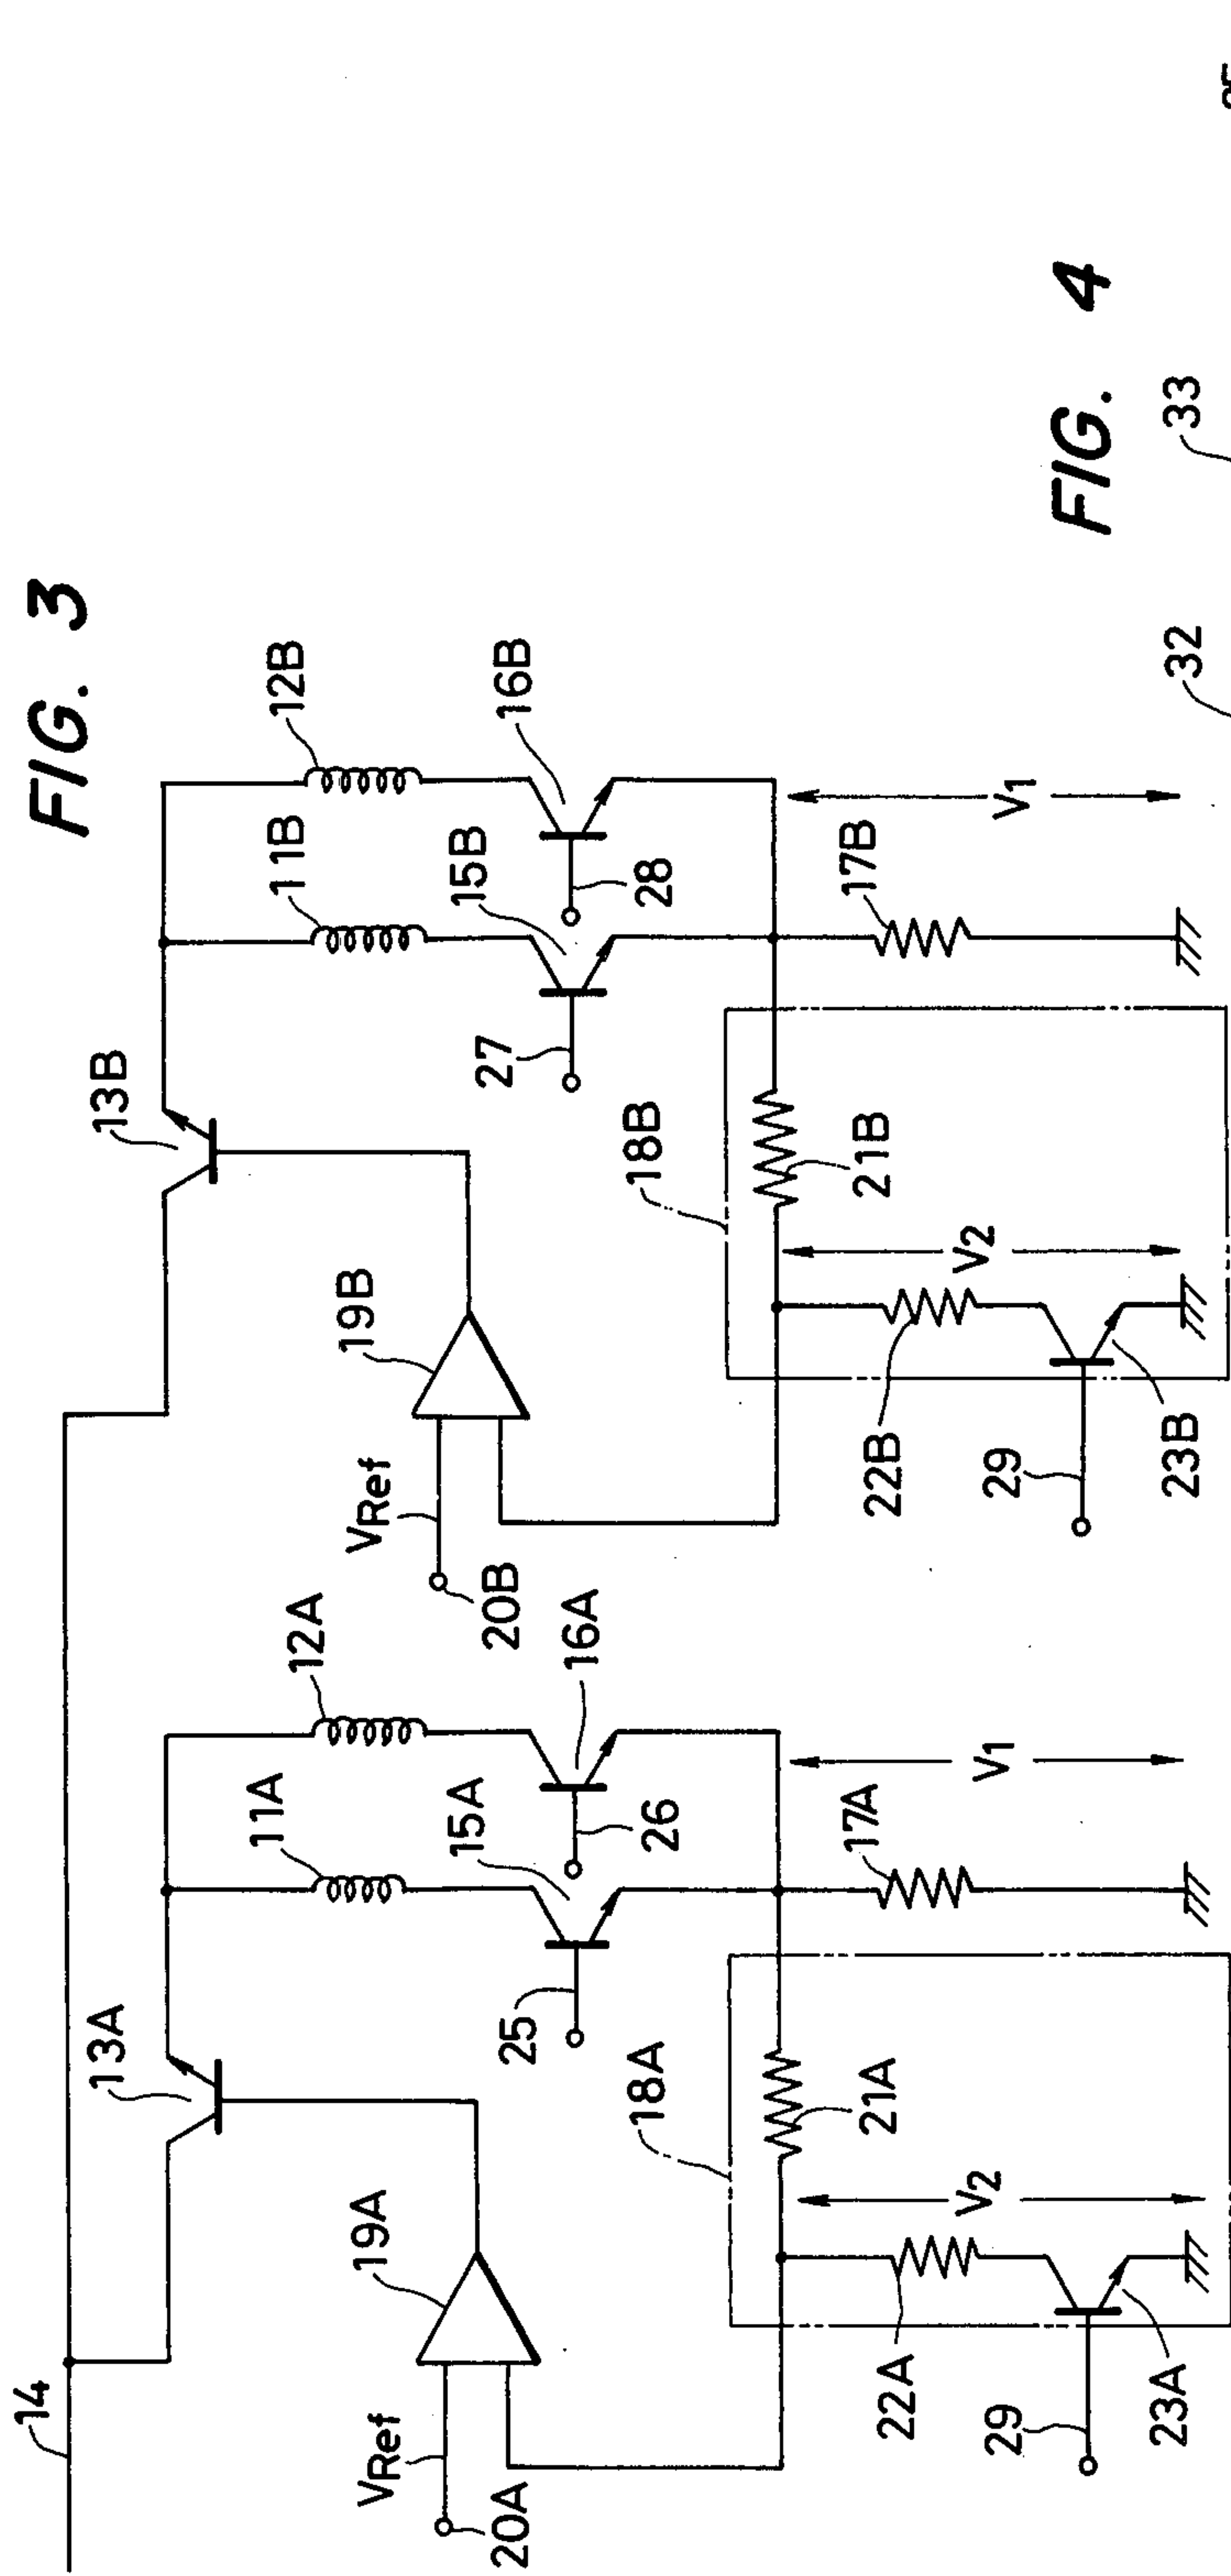 FIG. 3
14
13A
13B
11A
12A
11B
12B
19A
19B
VRef
VRef
20A
20B
25
15A
26
16A
27
15B
28
16B
18A
18B
21A
17A
V1
21B
17B
V1
22A
V2
22B
V2
29
23A
29
23B
FIG. 4
32
33